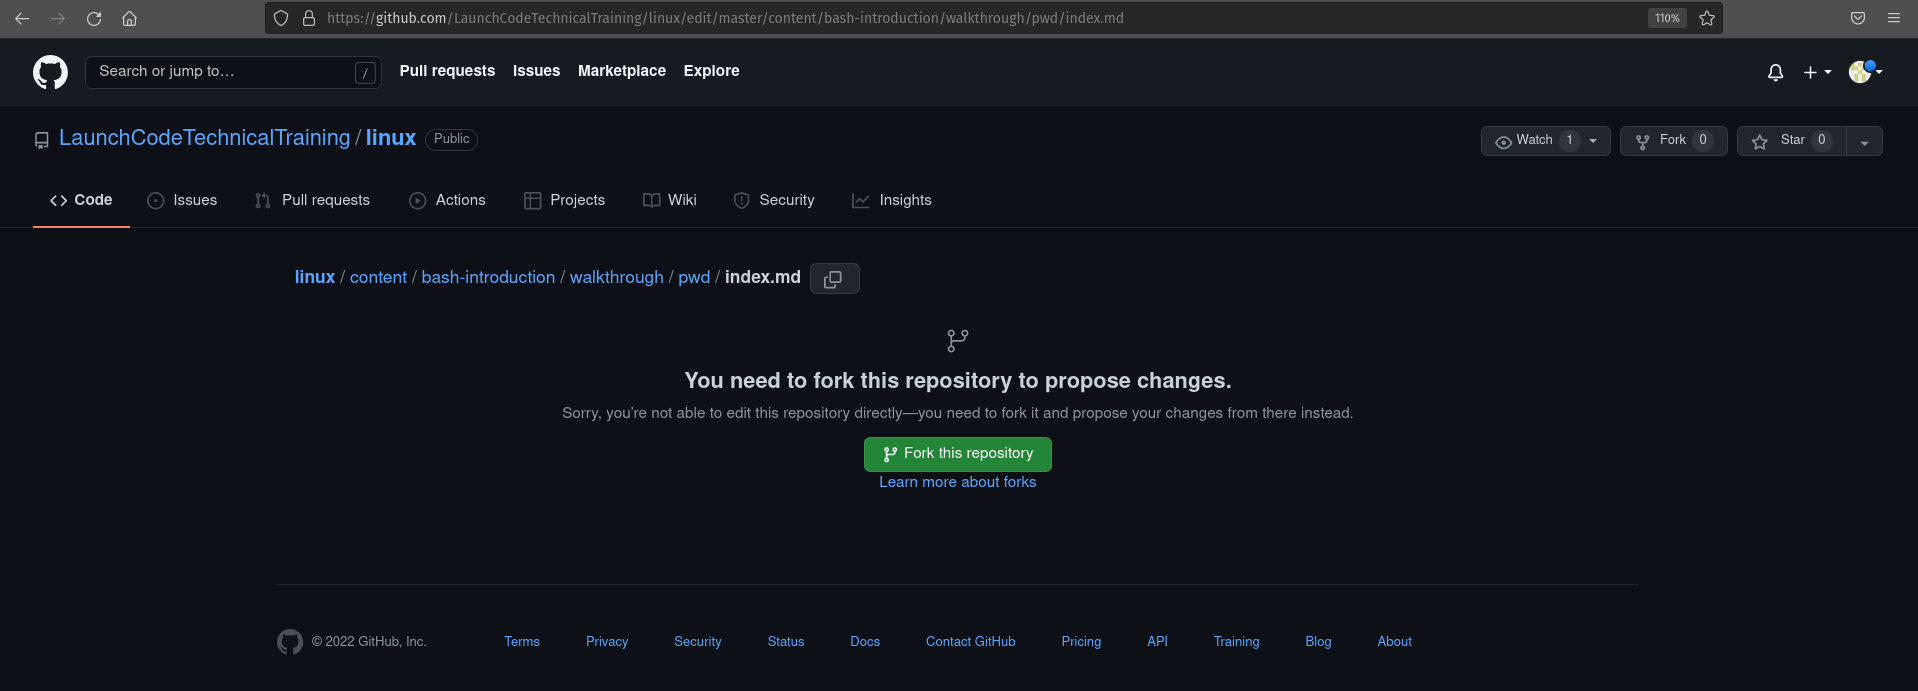 https://github.com/LaunchCodeTechnicalTraining/linux/edit/master/content/bash-introduction/walkthrough/pwd/index.md 110%
Search or jump to… / Pull requests Issues Marketplace Explore
LaunchCodeTechnicalTraining / linux Public Watch 1 Fork 0 Star 0
Code Issues Pull requests Actions Projects Wiki Security Insights
linux / content / bash-introduction / walkthrough / pwd / index.md
You need to fork this repository to propose changes.
Sorry, you’re not able to edit this repository directly—you need to fork it and propose your changes from there instead.
Fork this repository
Learn more about forks
© 2022 GitHub, Inc. Terms Privacy Security Status Docs Contact GitHub Pricing API Training Blog About